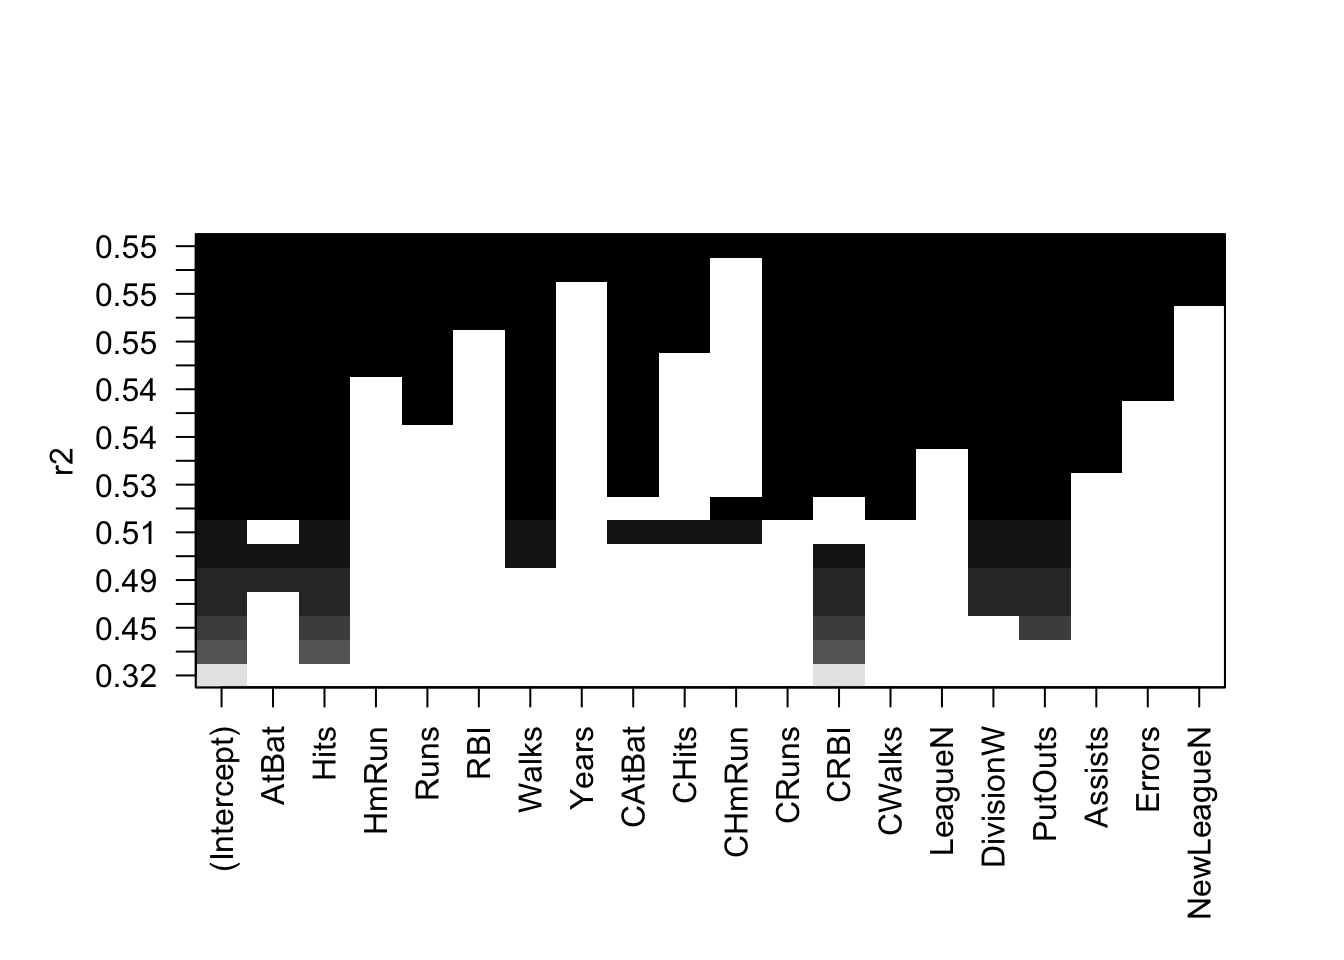 0.55
0.55
0.55
0.54
0.54
0.53
0.51
0.49
0.45
0.32
r2
(Intercept)
AtBat
Hits
HmRun
Runs
RBI
Walks
Years
CAtBat
CHits
CHmRun
CRuns
CRBI
CWalks
LeagueN
DivisionW
PutOuts
Assists
Errors
NewLeagueN